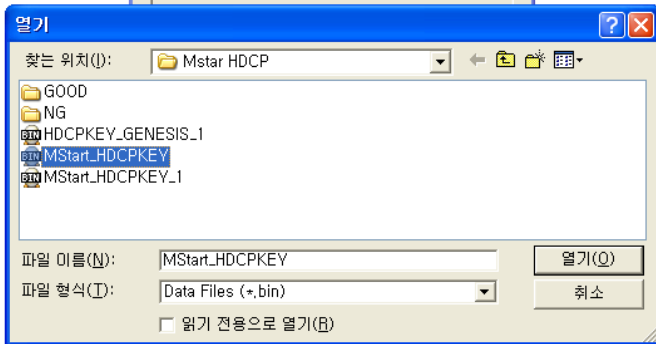 열기
찾는 위치(I):
Mstar HDCP
GOOD
NG
HDCPKEY_GENESIS_1
MStart_HDCPKEY
MStart_HDCPKEY_1
파일 이름(N):
MStart_HDCPKEY
열기(O)
파일 형식(T):
Data Files (*.bin)
취소
읽기 전용으로 열기(R)